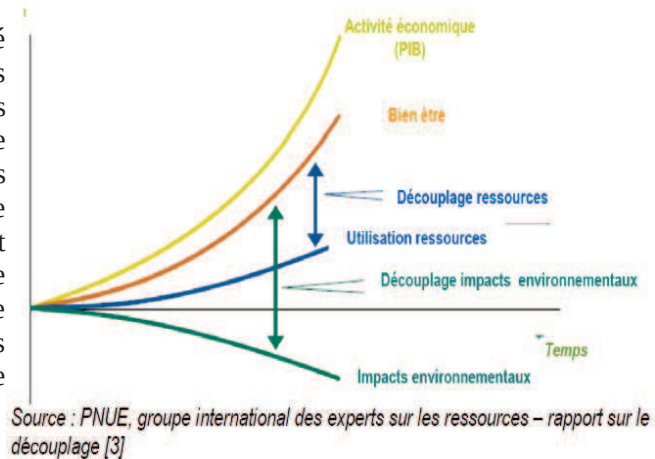 é
s
s
e
s
e
t
e
e
s
e
Activité économique
(PIB)
Bien être
Découplage ressources
Utilisation ressources
Découplage impacts environnementaux
Temps
Impacts environnementaux
Source : PNUE, groupe international des experts sur les ressources – rapport sur le
découplage [3]